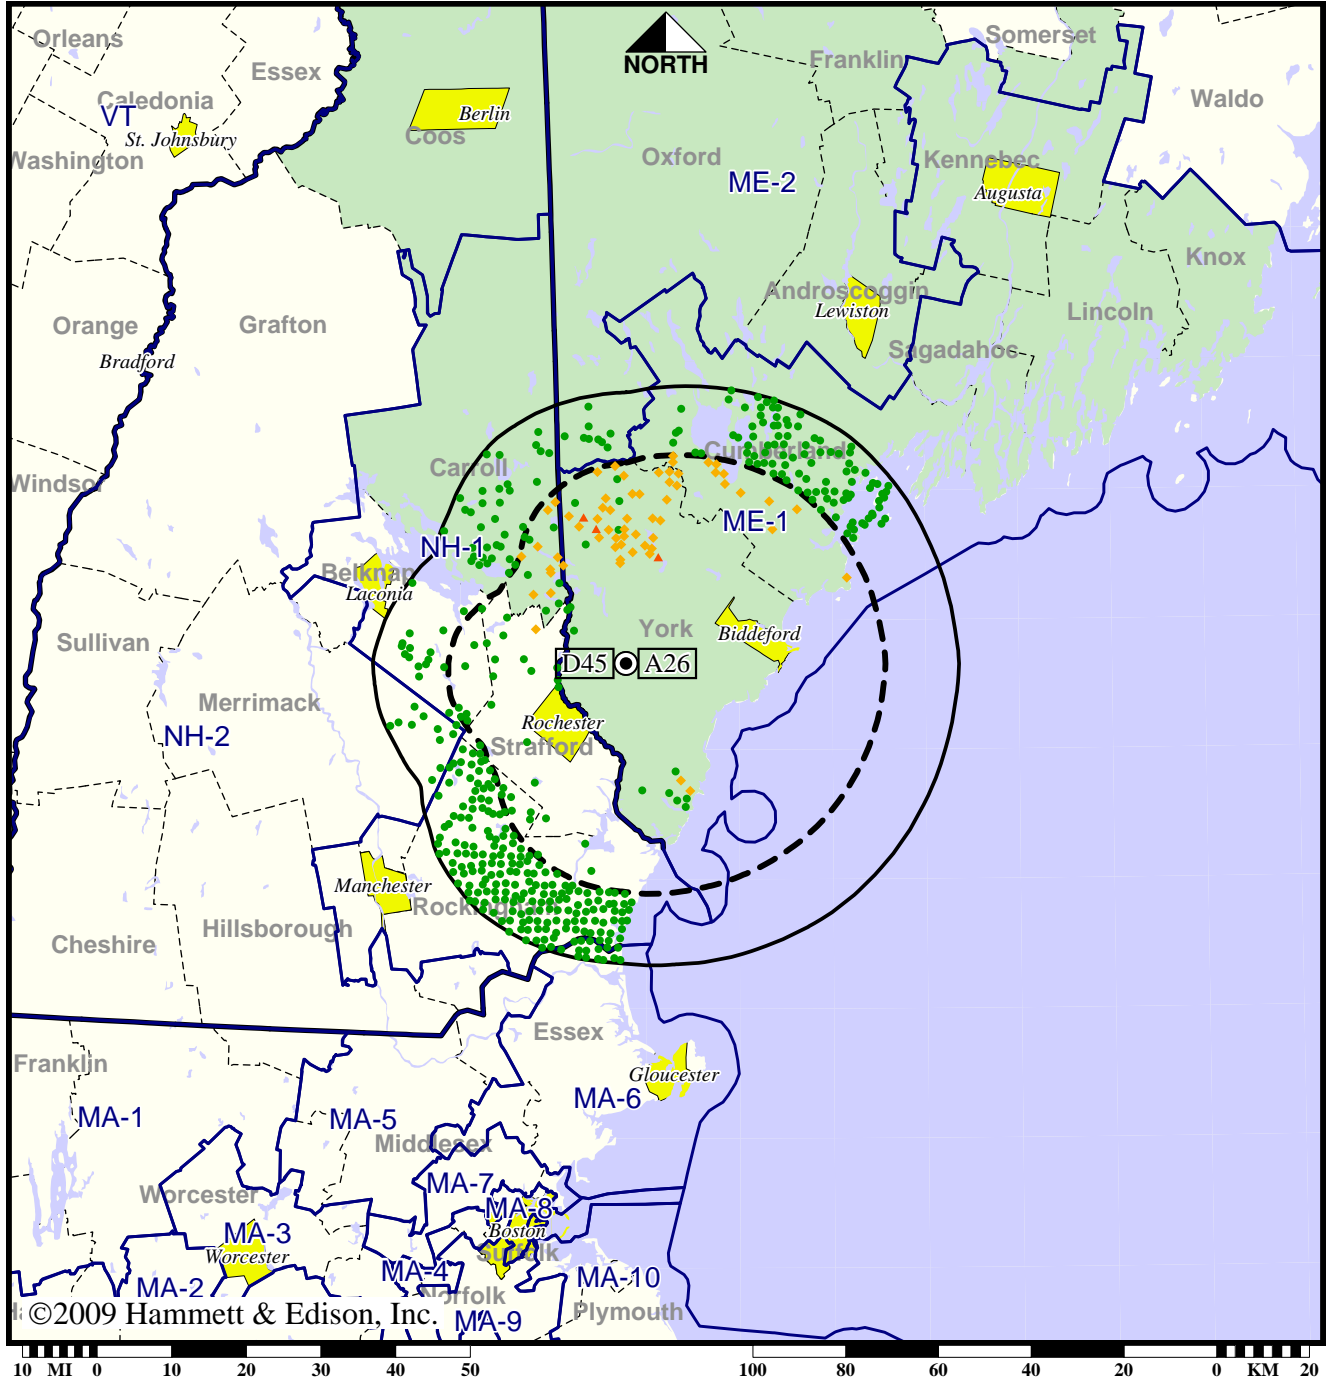 Orleans
Essex
Caledonia
VT
St. Johnsbury
Washington
Berlin
Coos
NORTH
Franklin
Somerset
Waldo
Oxford
ME-2
Kennebec
Augusta
Knox
Androscoggin
Lewiston
Lincoln
Sagadahoc
Orange
Grafton
Bradford
Windsor
Carroll
Cumberland
ME-1
NH-1
Belknap
Laconia
Sullivan
York
Biddeford
D45
A26
Merrimack
NH-2
Rochester
Strafford
Manchester
Rockingham
Hillsborough
Cheshire
Essex
Franklin
Gloucester
MA-6
MA-1
MA-5
Middlesex
MA-7
Worcester
MA-8
MA-3
Boston
Worcester
Suffolk
MA-4
MA-10
MA-2
Norfolk
Plymouth
MA-9
©2009 Hammett & Edison, Inc.
10 MI 0 10 20 30 40 50
100 80 60 40 20 0 KM 20